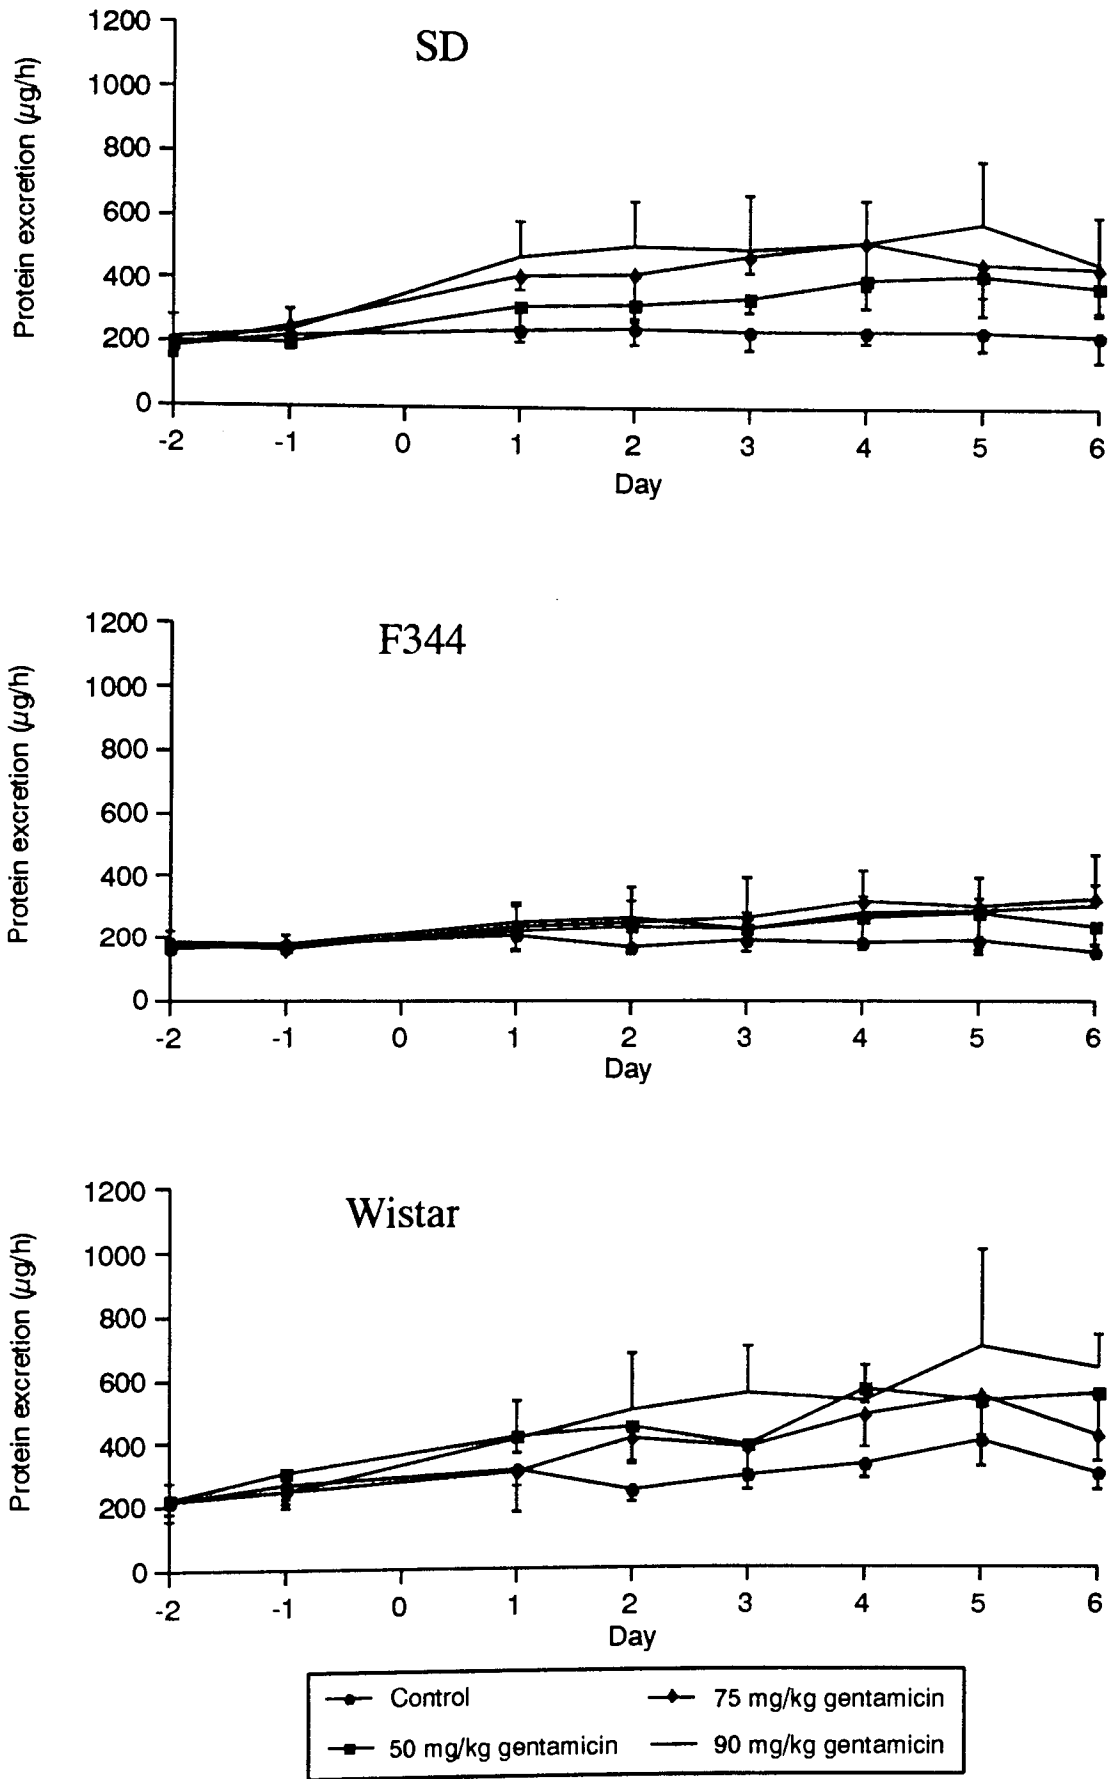 SD
Protein excretion (µg/h)
1200
1000
800
600
400
200
0
-2 -1 0 1 2 3 4 5 6
Day
F344
Protein excretion (µg/h)
1200
1000
800
600
400
200
0
-2 -1 0 1 2 3 4 5 6
Day
Wistar
Protein excretion (µg/h)
1200
1000
800
600
400
200
0
-2 -1 0 1 2 3 4 5 6
Day
Control 75 mg/kg gentamicin
50 mg/kg gentamicin 90 mg/kg gentamicin